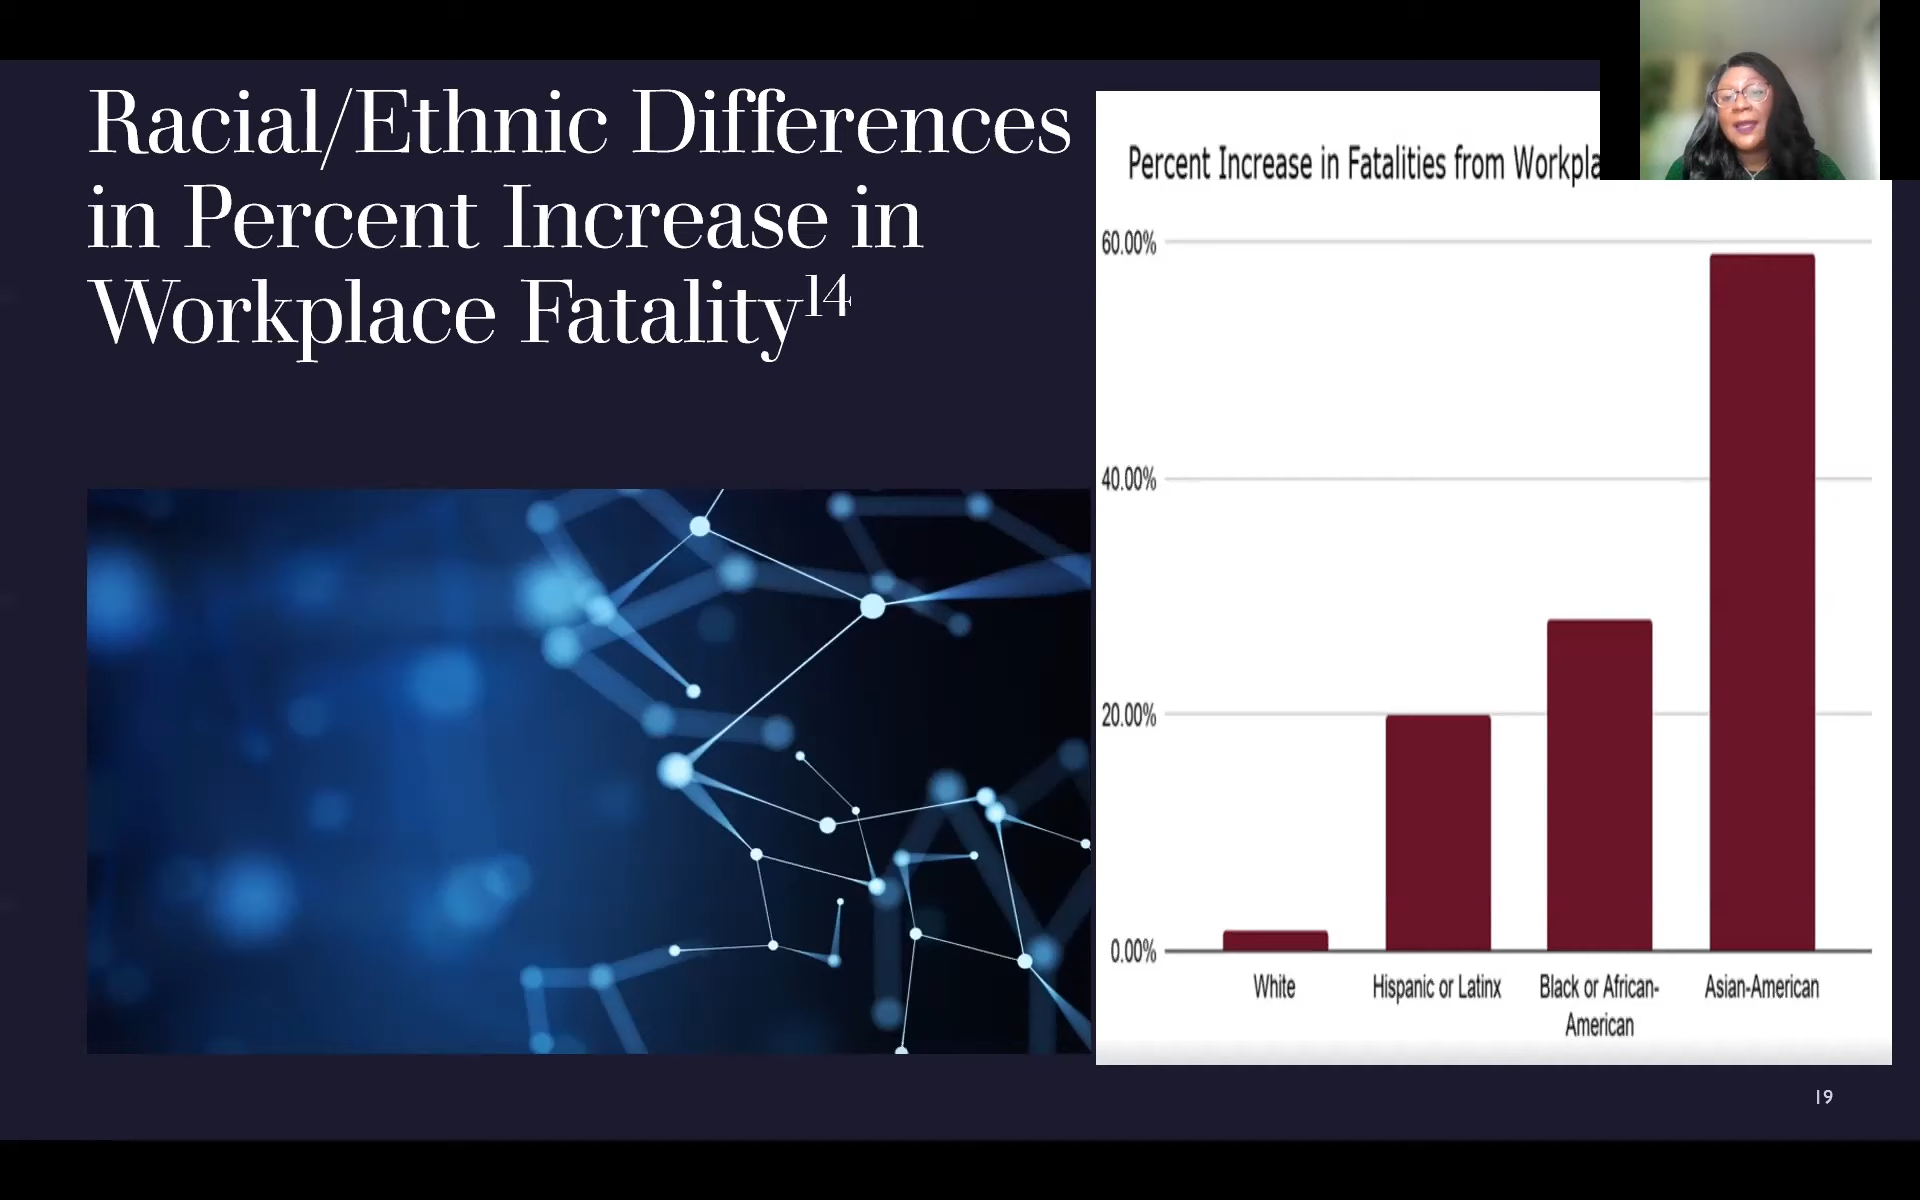 Racial/Ethnic Differences
in Percent Increase in
Workplace Fatality¹⁴
Percent Increase in Fatalities from
60.00%
40.00%
20.00%
0.00%
White
Hispanic or Latinx
Black or African-
American
Asian-American
19